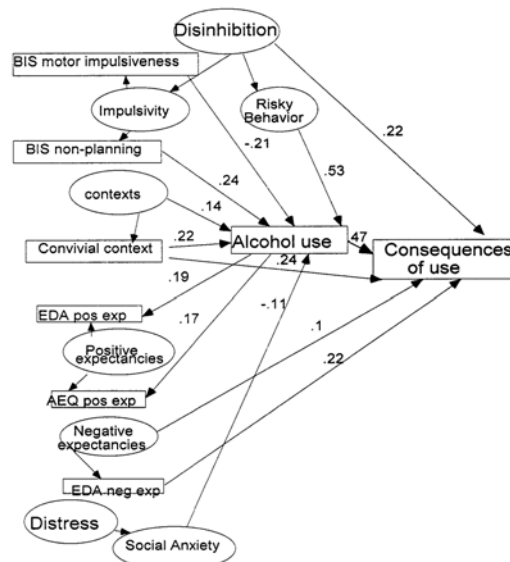 Disinhibition
BIS motor impulsiveness
Impulsivity
Risky
Behavior
.22
BIS non-planning
-.21
.53
.24
contexts
.14
Convivial context
.22
Alcohol use
.47
Consequences
of use
.24
.19
-.11
EDA pos exp
.17
Positive
expectancies
.1
.22
AEQ pos exp
Negative
expectancies
EDA neg exp
Distress
Social Anxiety